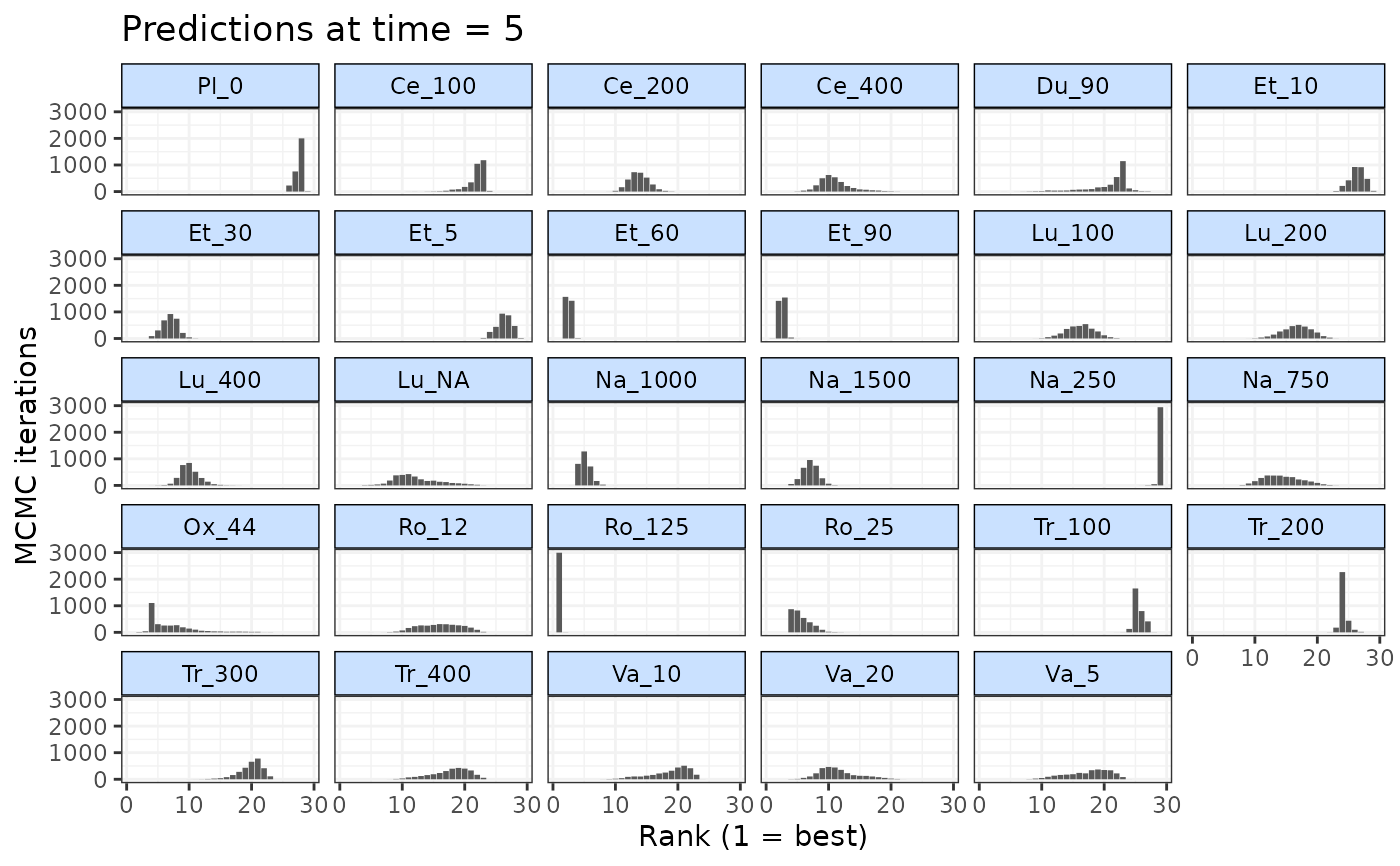 Predictions at time = 5
Pl_0 Ce_100 Ce_200 Ce_400 Du_90 Et_10
3000
2000
1000
0
Et_30 Et_5 Et_60 Et_90 Lu_100 Lu_200
3000
2000
1000
0
Lu_400 Lu_NA Na_1000 Na_1500 Na_250 Na_750
3000
2000
1000
0
Ox_44 Ro_12 Ro_125 Ro_25 Tr_100 Tr_200
3000
2000
1000
0
0 10 20 30
Tr_300 Tr_400 Va_10 Va_20 Va_5
3000
2000
1000
0
0 10 20 30 0 10 20 30 0 10 20 30 0 10 20 30 0 10 20 30
MCMC iterations
Rank (1 = best)